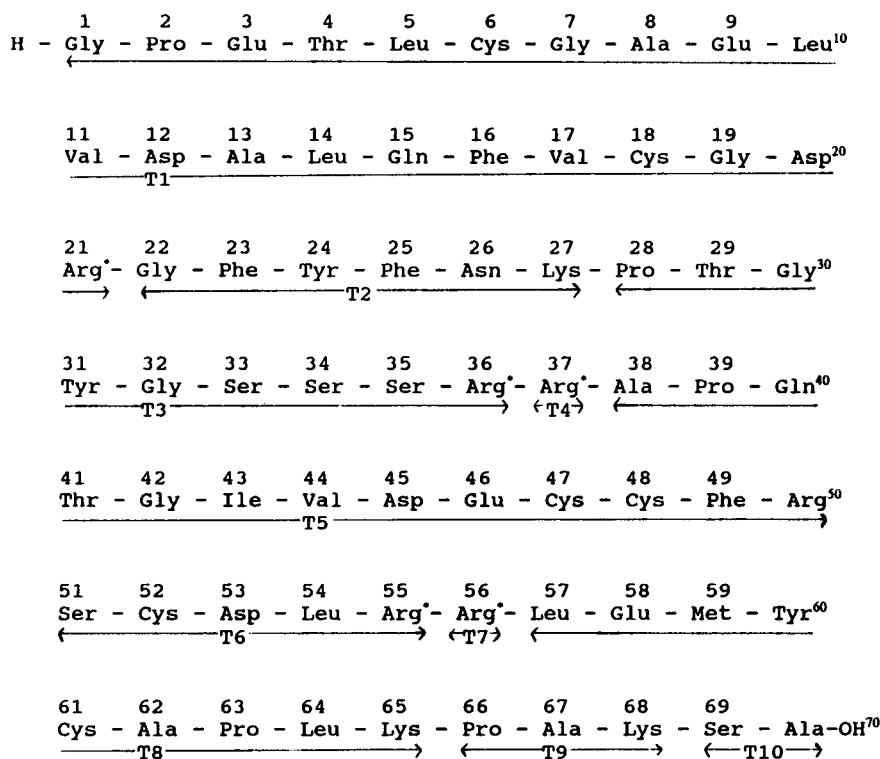 1 2 3 4 5 6 7 8 9
H - Gly - Pro - Glu - Thr - Leu - Cys - Gly - Ala - Glu - Leu¹⁰
11 12 13 14 15 16 17 18 19
Val - Asp - Ala - Leu - Gln - Phe - Val - Cys - Gly - Asp²⁰
T1
21 22 23 24 25 26 27 28 29
Arg*- Gly - Phe - Tyr - Phe - Asn - Lys - Pro - Thr - Gly³⁰
T2
31 32 33 34 35 36 37 38 39
Tyr - Gly - Ser - Ser - Ser - Arg*- Arg*- Ala - Pro - Gln⁴⁰
T3 T4
41 42 43 44 45 46 47 48 49
Thr - Gly - Ile - Val - Asp - Glu - Cys - Cys - Phe - Arg⁵⁰
T5
51 52 53 54 55 56 57 58 59
Ser - Cys - Asp - Leu - Arg*- Arg*- Leu - Glu - Met - Tyr⁶⁰
T6 T7
61 62 63 64 65 66 67 68 69
Cys - Ala - Pro - Leu - Lys - Pro - Ala - Lys - Ser - Ala-OH⁷⁰
T8 T9 T10